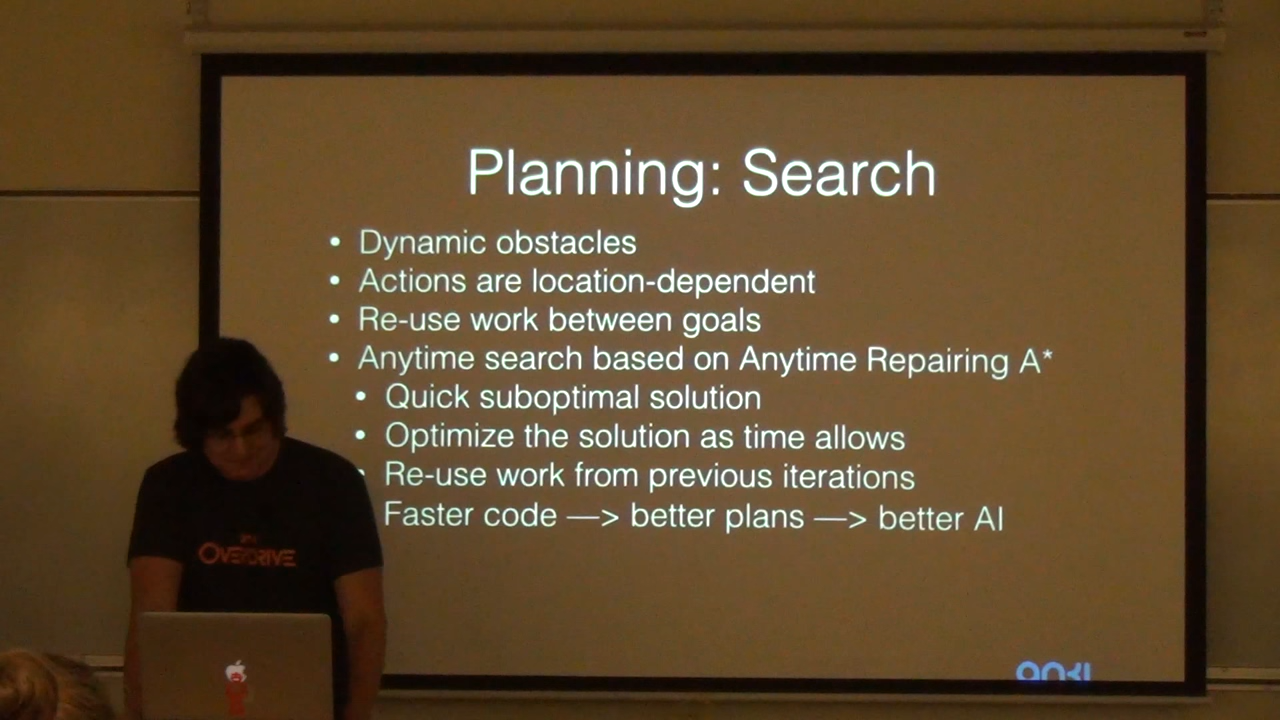 Planning: Search
• Dynamic obstacles
• Actions are location-dependent
• Re-use work between goals
• Anytime search based on Anytime Repairing A*
• Quick suboptimal solution
• Optimize the solution as time allows
• Re-use work from previous iterations
Faster code —> better plans —> better AI
OVERDRIVE
anki